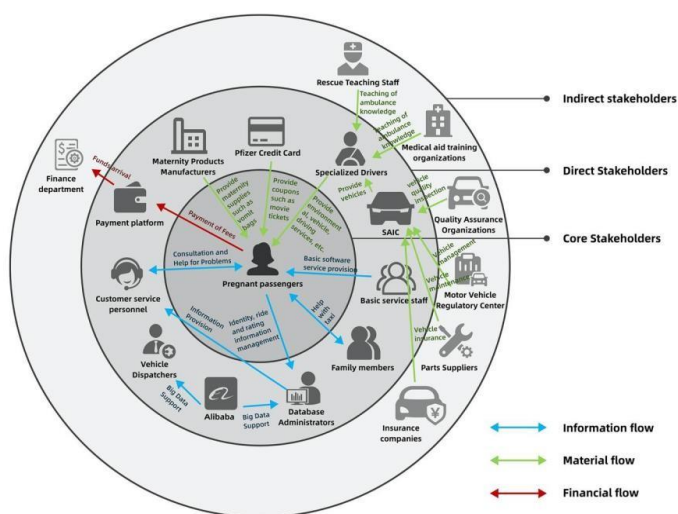 Rescue Teaching Staff
Teaching of
ambulance
knowledge
Teaching of
ambulance
knowledge
Medical aid training
organizations
Indirect stakeholders
Maternity Products
Manufacturers
Pfizer Credit Card
Specialized Drivers
Direct Stakeholders
Finance
department
Funds arrival
Payment platform
Provide
maternity
supplies
such as
vomit
bags
Provide
coupons
such as
movie
tickets
Provide
environment
al, vehicle,
driving
services, etc.
Provide
vehicles
vehicle
quality
inspection
SAIC
Quality Assurance
Organizations
Core Stakeholders
Payment of Fees
Consultation and
Help for Problems
Pregnant passengers
Basic software
service provision
Basic service staff
Vehicle
management
Vehicle
maintenance
Motor Vehicle
Regulatory Center
Customer service
personnel
Information
Provision
Identity, ride
and rating
information
management
Help
with
taxi
Family members
Vehicle
insurance
Parts Suppliers
Vehicle
Dispatchers
Big Data
Support
Alibaba
Big Data
Support
Database
Administrators
Insurance
companies
Information flow
Material flow
Financial flow